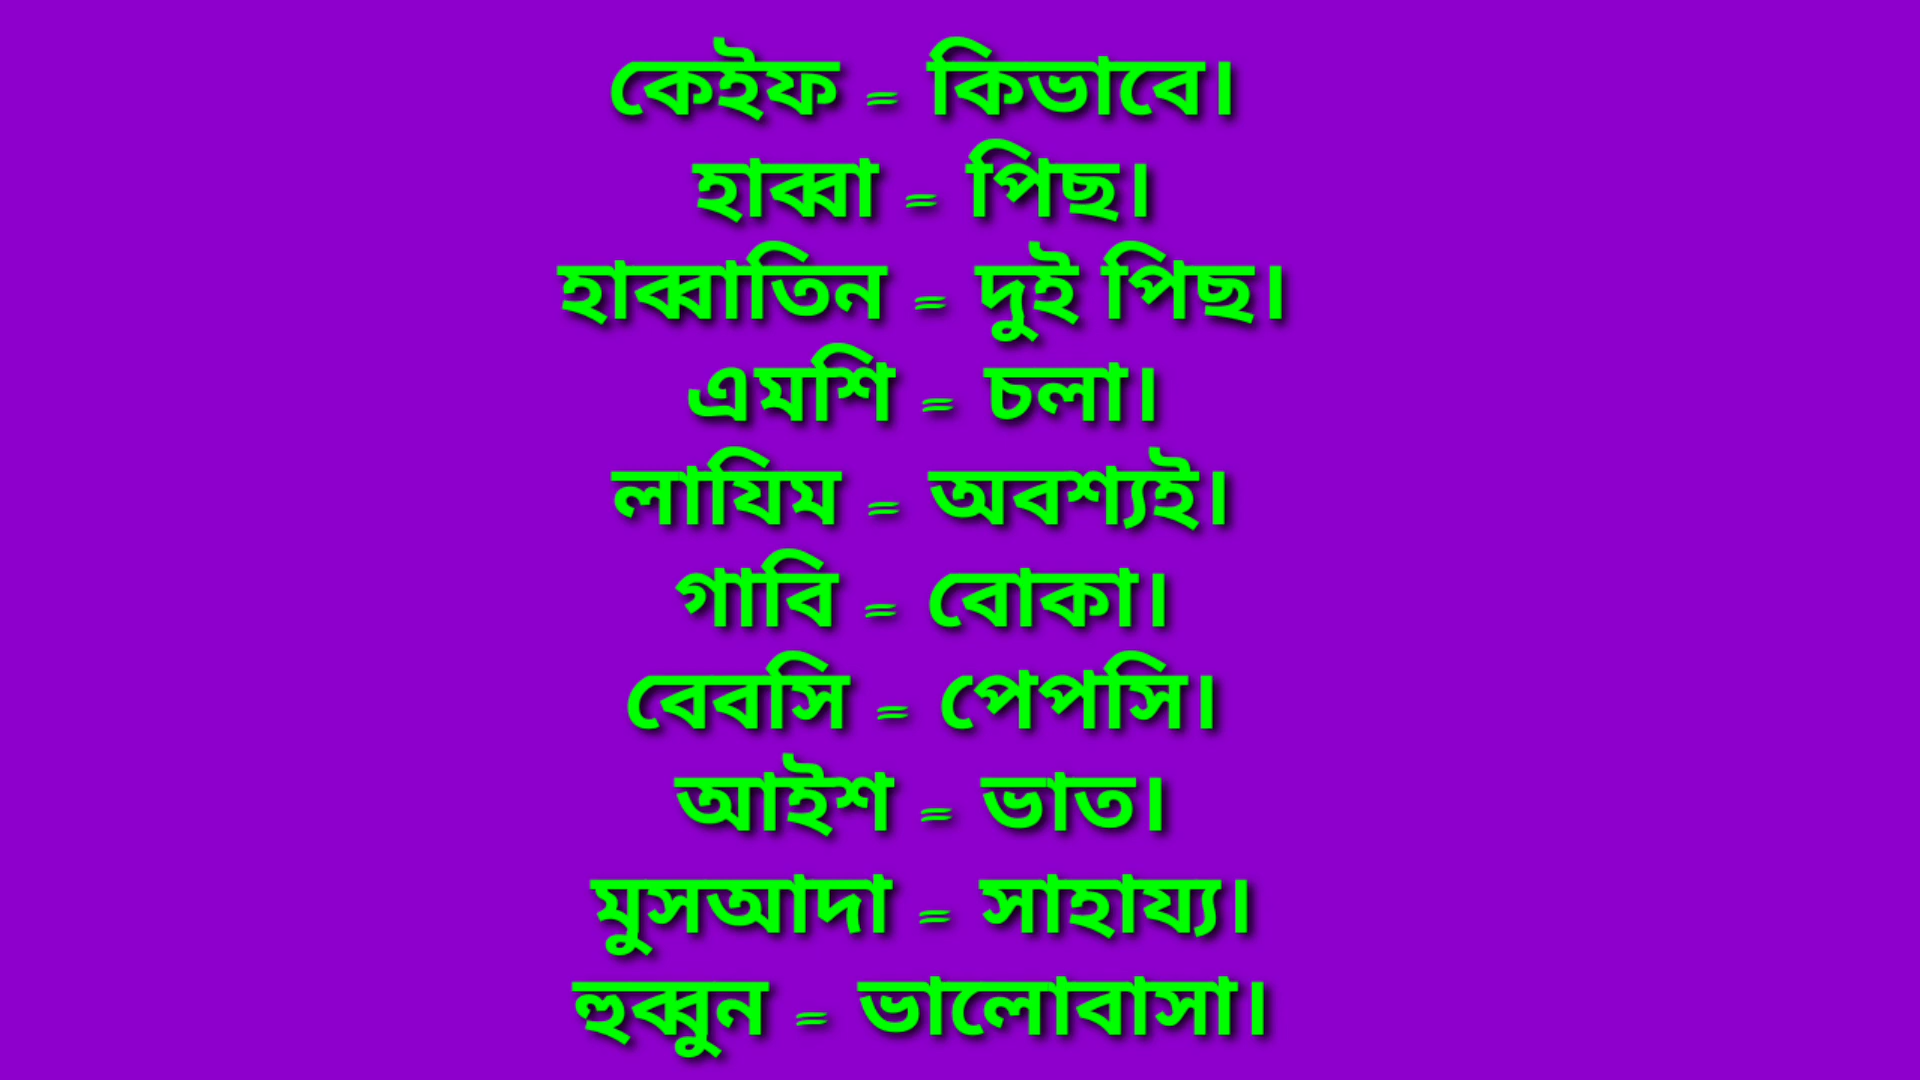 কেইফ = কিভাবে।
হাব্বা = পিছ।
হাব্বাতিন = দুই পিছ।
এমশি = চলা।
লাযিম = অবশ্যই।
গাবি = বোকা।
বেবসি = পেপসি।
আইশ = ভাত।
মুসআদা = সাহায্য।
হুব্বুন = ভালোবাসা।